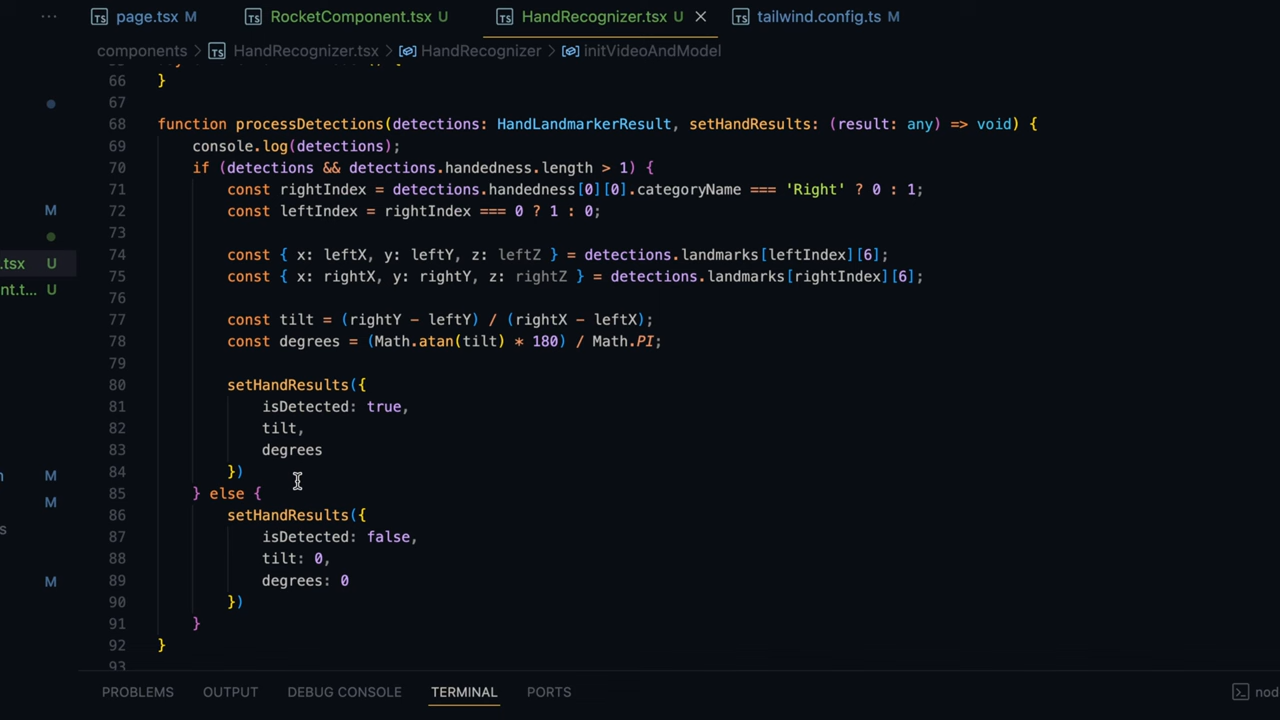 ··· page.tsx M RocketComponent.tsx U HandRecognizer.tsx U tailwind.config.ts M
components > HandRecognizer.tsx > HandRecognizer > initVideoAndModel
66 }
67
68 function processDetections(detections: HandLandmarkerResult, setHandResults: (result: any) => void) {
69 console.log(detections);
70 if (detections && detections.handedness.length > 1) {
71 const rightIndex = detections.handedness[0][0].categoryName === 'Right' ? 0 : 1;
72 const leftIndex = rightIndex === 0 ? 1 : 0;
73
74 const { x: leftX, y: leftY, z: leftZ } = detections.landmarks[leftIndex][6];
75 const { x: rightX, y: rightY, z: rightZ } = detections.landmarks[rightIndex][6];
76
77 const tilt = (rightY - leftY) / (rightX - leftX);
78 const degrees = (Math.atan(tilt) * 180) / Math.PI;
79
80 setHandResults({
81 isDetected: true,
82 tilt,
83 degrees
84 })
85 } else {
86 setHandResults({
87 isDetected: false,
88 tilt: 0,
89 degrees: 0
90 })
91 }
92 }
93
M
.tsx U
nt.t... U
M
M
s
M
PROBLEMS OUTPUT DEBUG CONSOLE TERMINAL PORTS nod